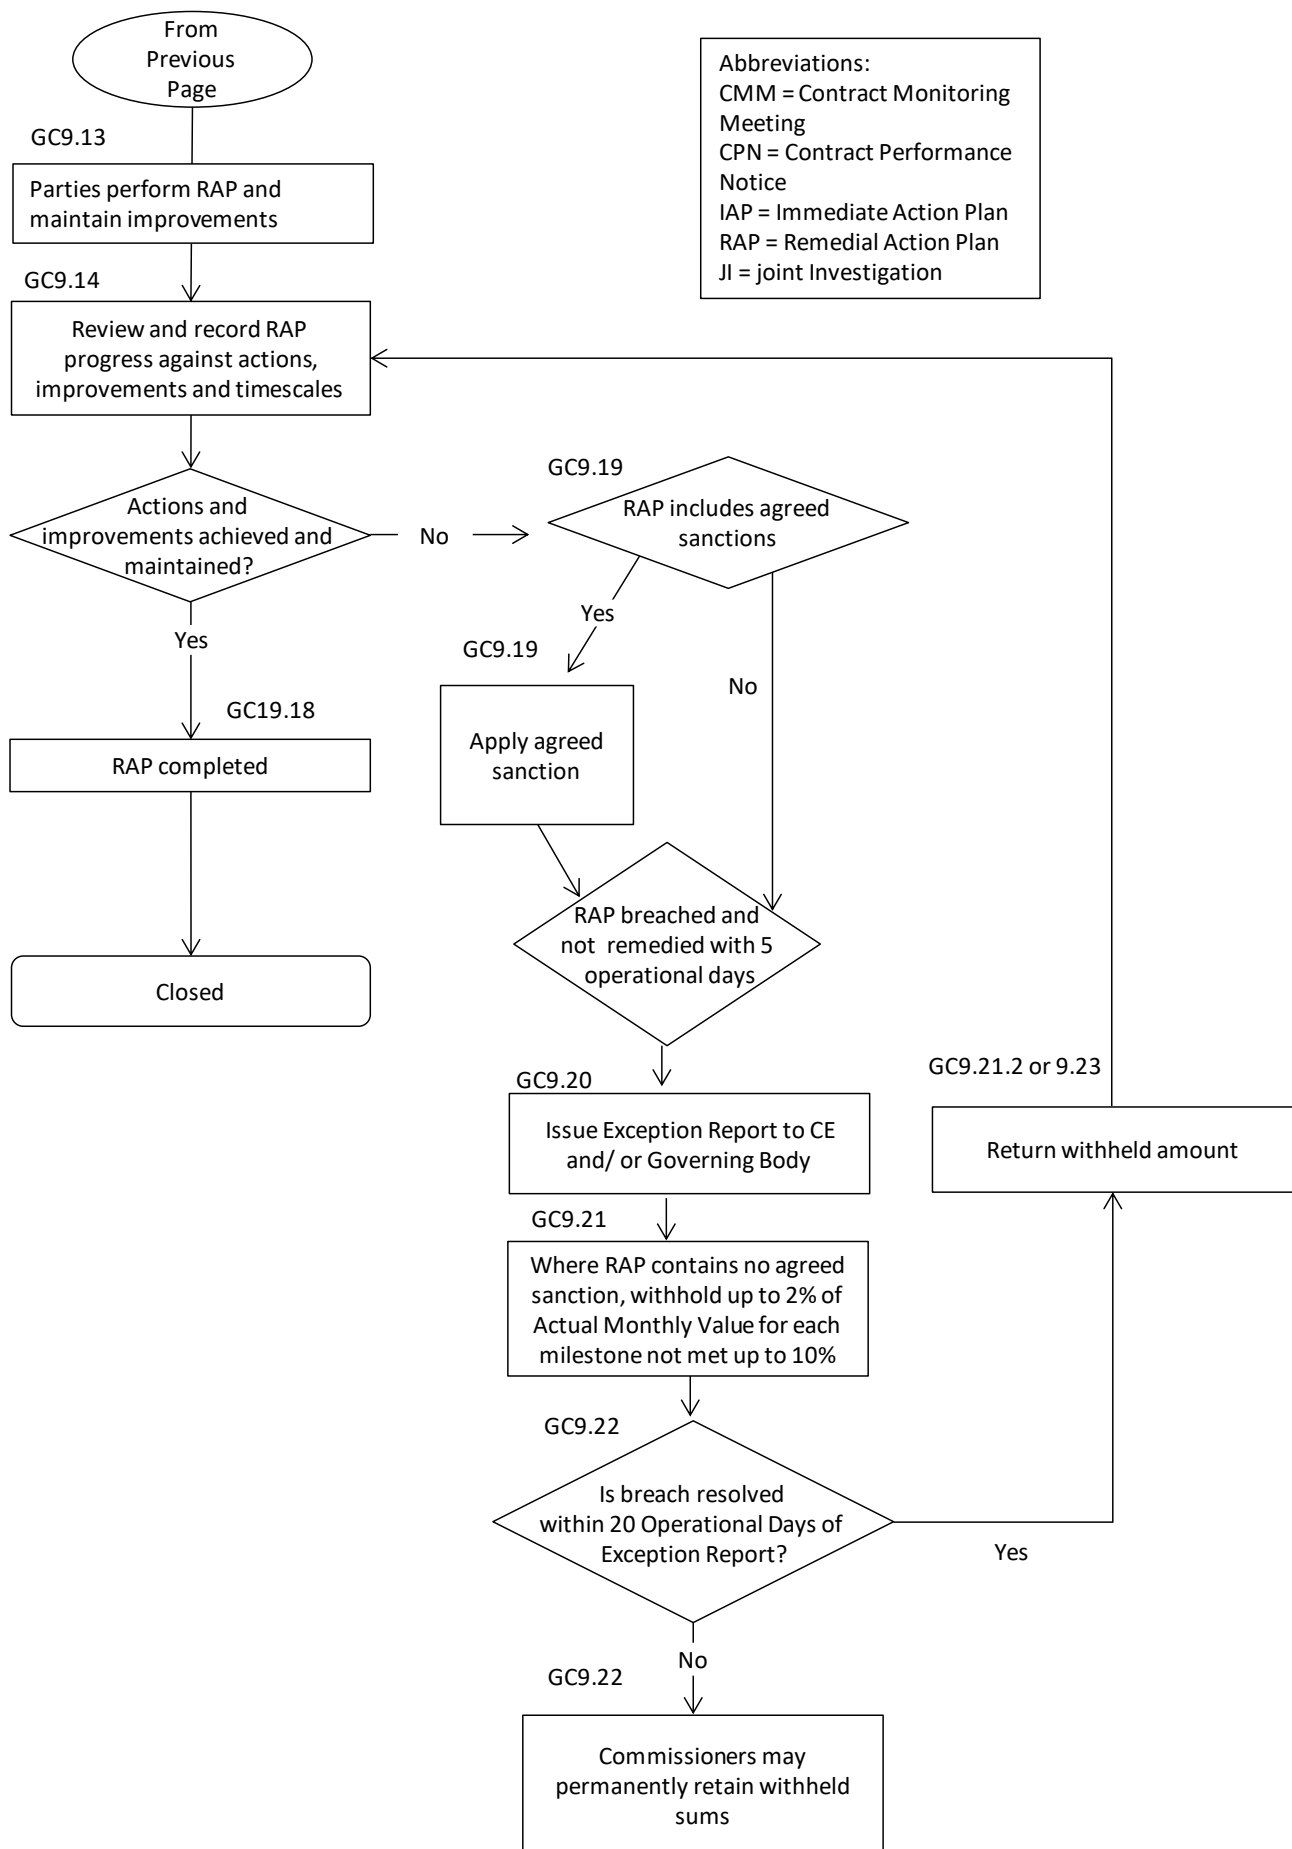 From
Previous
Page
Abbreviations:
CMM = Contract Monitoring
Meeting
CPN = Contract Performance
Notice
IAP = Immediate Action Plan
RAP = Remedial Action Plan
JI = joint Investigation
GC9.13
Parties perform RAP and
maintain improvements
GC9.14
Review and record RAP
progress against actions,
improvements and timescales
Actions and
improvements achieved and
maintained?
No
GC9.19
RAP includes agreed
sanctions
Yes
Yes
GC9.19
No
GC19.18
RAP completed
Apply agreed
sanction
Closed
RAP breached and
not  remedied with 5
operational days
GC9.20
Issue Exception Report to CE
and/ or Governing Body
GC9.21.2 or 9.23
Return withheld amount
GC9.21
Where RAP contains no agreed
sanction, withhold up to 2% of
Actual Monthly Value for each
milestone not met up to 10%
GC9.22
Is breach resolved
within 20 Operational Days of
Exception Report?
Yes
No
GC9.22
Commissioners may
permanently retain withheld
sums